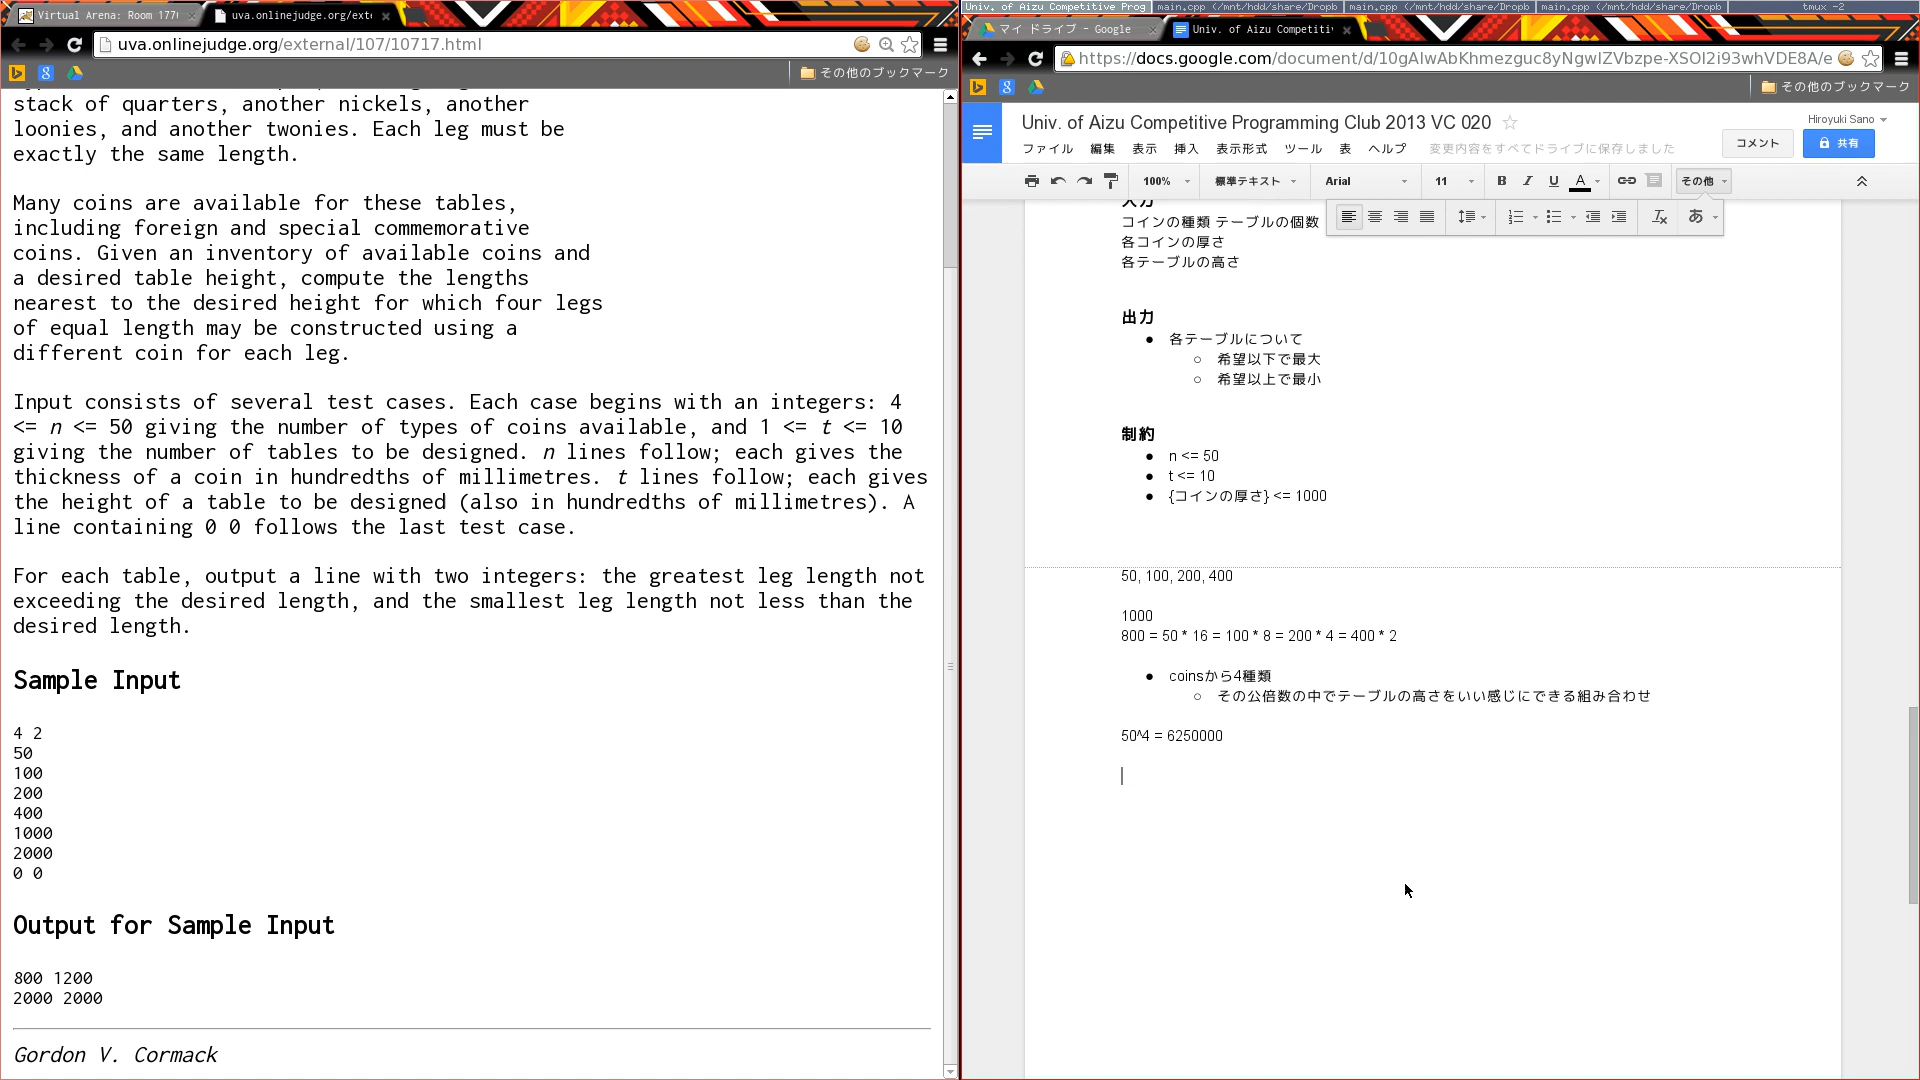 Virtual Arena: Room 177
uva.onlinejudge.org/exte
uva.onlinejudge.org/external/107/10717.html
その他のブックマーク
stack of quarters, another nickels, another
loonies, and another twonies. Each leg must be
exactly the same length.
Many coins are available for these tables,
including foreign and special commemorative
coins. Given an inventory of available coins and
a desired table height, compute the lengths
nearest to the desired height for which four legs
of equal length may be constructed using a
different coin for each leg.
Input consists of several test cases. Each case begins with an integers: 4
<= n <= 50 giving the number of types of coins available, and 1 <= t <= 10
giving the number of tables to be designed. n lines follow; each gives the
thickness of a coin in hundredths of millimetres. t lines follow; each gives
the height of a table to be designed (also in hundredths of millimetres). A
line containing 0 0 follows the last test case.
For each table, output a line with two integers: the greatest leg length not
exceeding the desired length, and the smallest leg length not less than the
desired length.
Sample Input
4 2
50
100
200
400
1000
2000
0 0
Output for Sample Input
800 1200
2000 2000
Gordon V. Cormack
Univ. of Aizu Competitive Prog
main.cpp (/mnt/hdd/share/Dropb
main.cpp (/mnt/hdd/share/Dropb
main.cpp (/mnt/hdd/share/Dropb
tmux -2
マイ ドライブ - Google
Univ. of Aizu Competiti
https://docs.google.com/document/d/10gAIwAbKhmezguc8yNgwIZVbzpe-XSOI2i93whVDE8A/e
その他のブックマーク
Univ. of Aizu Competitive Programming Club 2013 VC 020
Hiroyuki Sano
ファイル 編集 表示 挿入 表示形式 ツール 表 ヘルプ 変更内容をすべてドライブに保存しました
コメント
共有
100% 標準テキスト Arial 11 B I U A その他
あ
入力
コインの種類 テーブルの個数
各コインの厚さ
各テーブルの高さ
出力
● 各テーブルについて
○ 希望以下で最大
○ 希望以上で最小
制約
● n <= 50
● t <= 10
● {コインの厚さ} <= 1000
50, 100, 200, 400
1000
800 = 50 * 16 = 100 * 8 = 200 * 4 = 400 * 2
● coinsから4種類
○ その公倍数の中でテーブルの高さをいい感じにできる組み合わせ
50^4 = 6250000